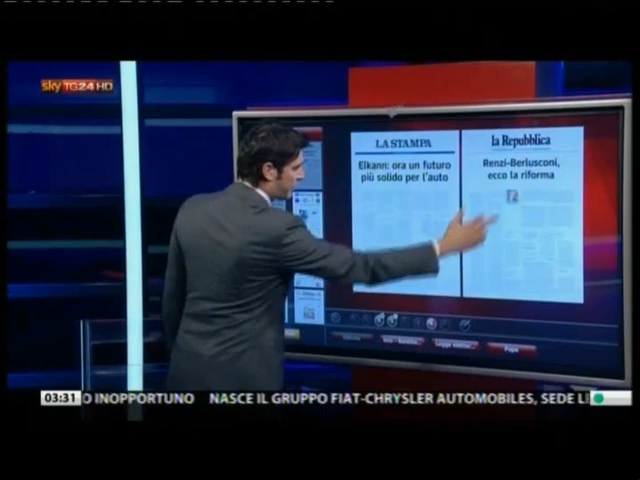 sky TG24 HD
LA STAMPA
Elkann: ora un futuro
più solido per l'auto
la Repubblica
Renzi-Berlusconi,
ecco la riforma
Papa
03:31 O INOPPORTUNO NASCE IL GRUPPO FIAT-CHRYSLER AUTOMOBILES, SEDE L